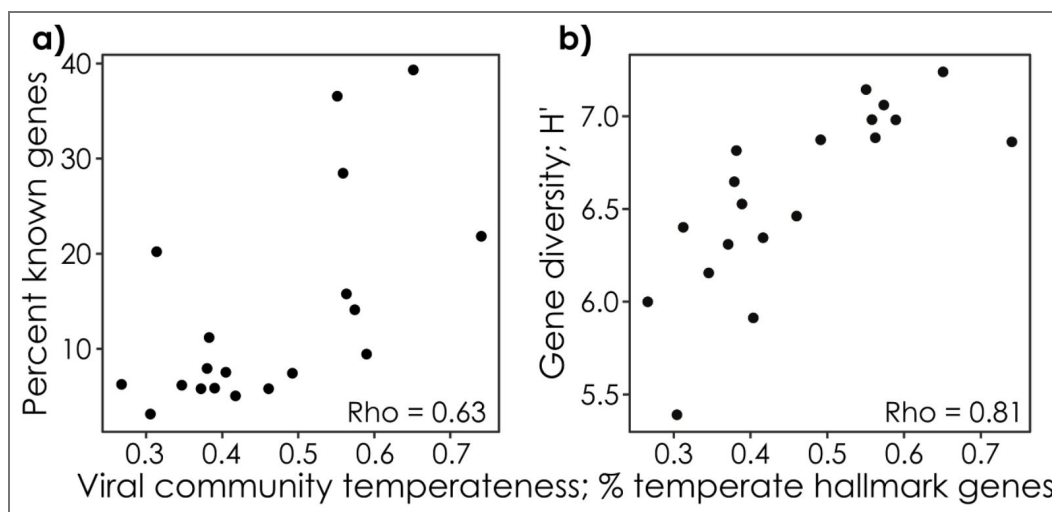 a)
Percent known genes
40
30
20
10
Rho = 0.63
0.3 0.4 0.5 0.6 0.7
b)
Gene diversity; H'
7.0
6.5
6.0
5.5
Rho = 0.81
0.3 0.4 0.5 0.6 0.7
Viral community temperateness; % temperate hallmark genes